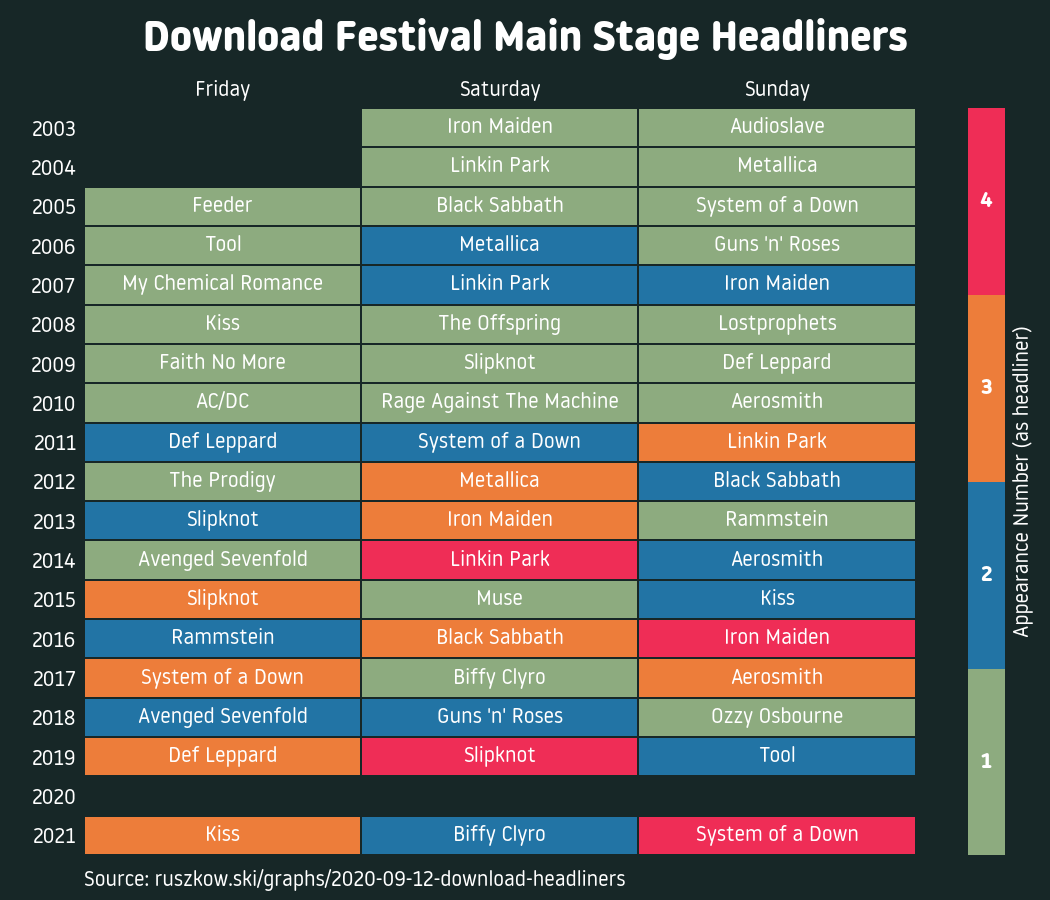 Download Festival Main Stage Headliners
Friday Saturday Sunday
2003 Iron Maiden Audioslave
2004 Linkin Park Metallica
2005 Feeder Black Sabbath System of a Down
2006 Tool Metallica Guns 'n' Roses
2007 My Chemical Romance Linkin Park Iron Maiden
2008 Kiss The Offspring Lostprophets
2009 Faith No More Slipknot Def Leppard
2010 AC/DC Rage Against The Machine Aerosmith
2011 Def Leppard System of a Down Linkin Park
2012 The Prodigy Metallica Black Sabbath
2013 Slipknot Iron Maiden Rammstein
2014 Avenged Sevenfold Linkin Park Aerosmith
2015 Slipknot Muse Kiss
2016 Rammstein Black Sabbath Iron Maiden
2017 System of a Down Biffy Clyro Aerosmith
2018 Avenged Sevenfold Guns 'n' Roses Ozzy Osbourne
2019 Def Leppard Slipknot Tool
2020
2021 Kiss Biffy Clyro System of a Down
4
3
2
1
Appearance Number (as headliner)
Source: ruszkow.ski/graphs/2020-09-12-download-headliners